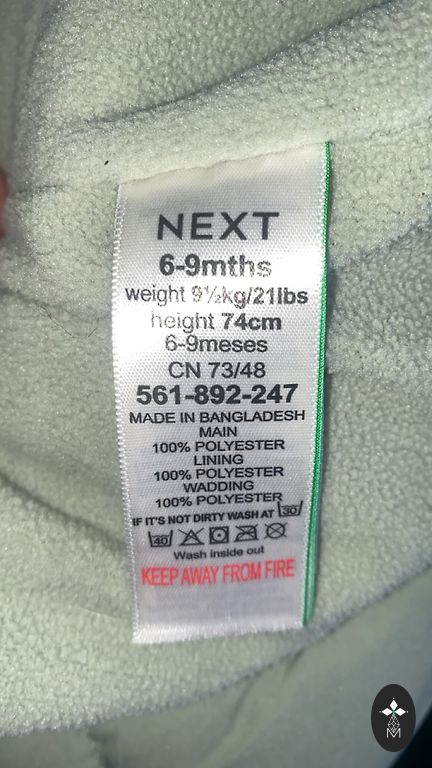 NEXT
6-9mths
weight 9½kg/21lbs
height 74cm
6-9meses
CN 73/48
561-892-247
MADE IN BANGLADESH
MAIN
100% POLYESTER
LINING
100% POLYESTER
WADDING
100% POLYESTER
IF IT'S NOT DIRTY WASH AT 30
40
Wash inside out
KEEP AWAY FROM FIRE
M